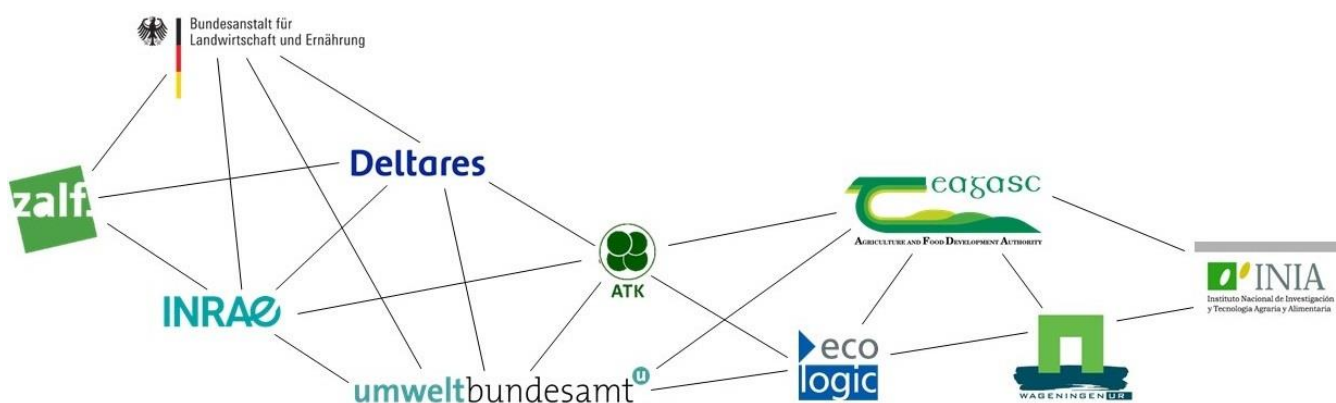 Bundesanstalt für
Landwirtschaft und Ernährung
Deltares
zalf.
eagasc
AGRICULTURE AND FOOD DEVELOPMENT AUTHORITY
ATK
INIA
Instituto Nacional de Investigación
y Tecnología Agraria y Alimentaria
INRAE
eco
logic
umweltbundesamt u
WAGENINGEN UR